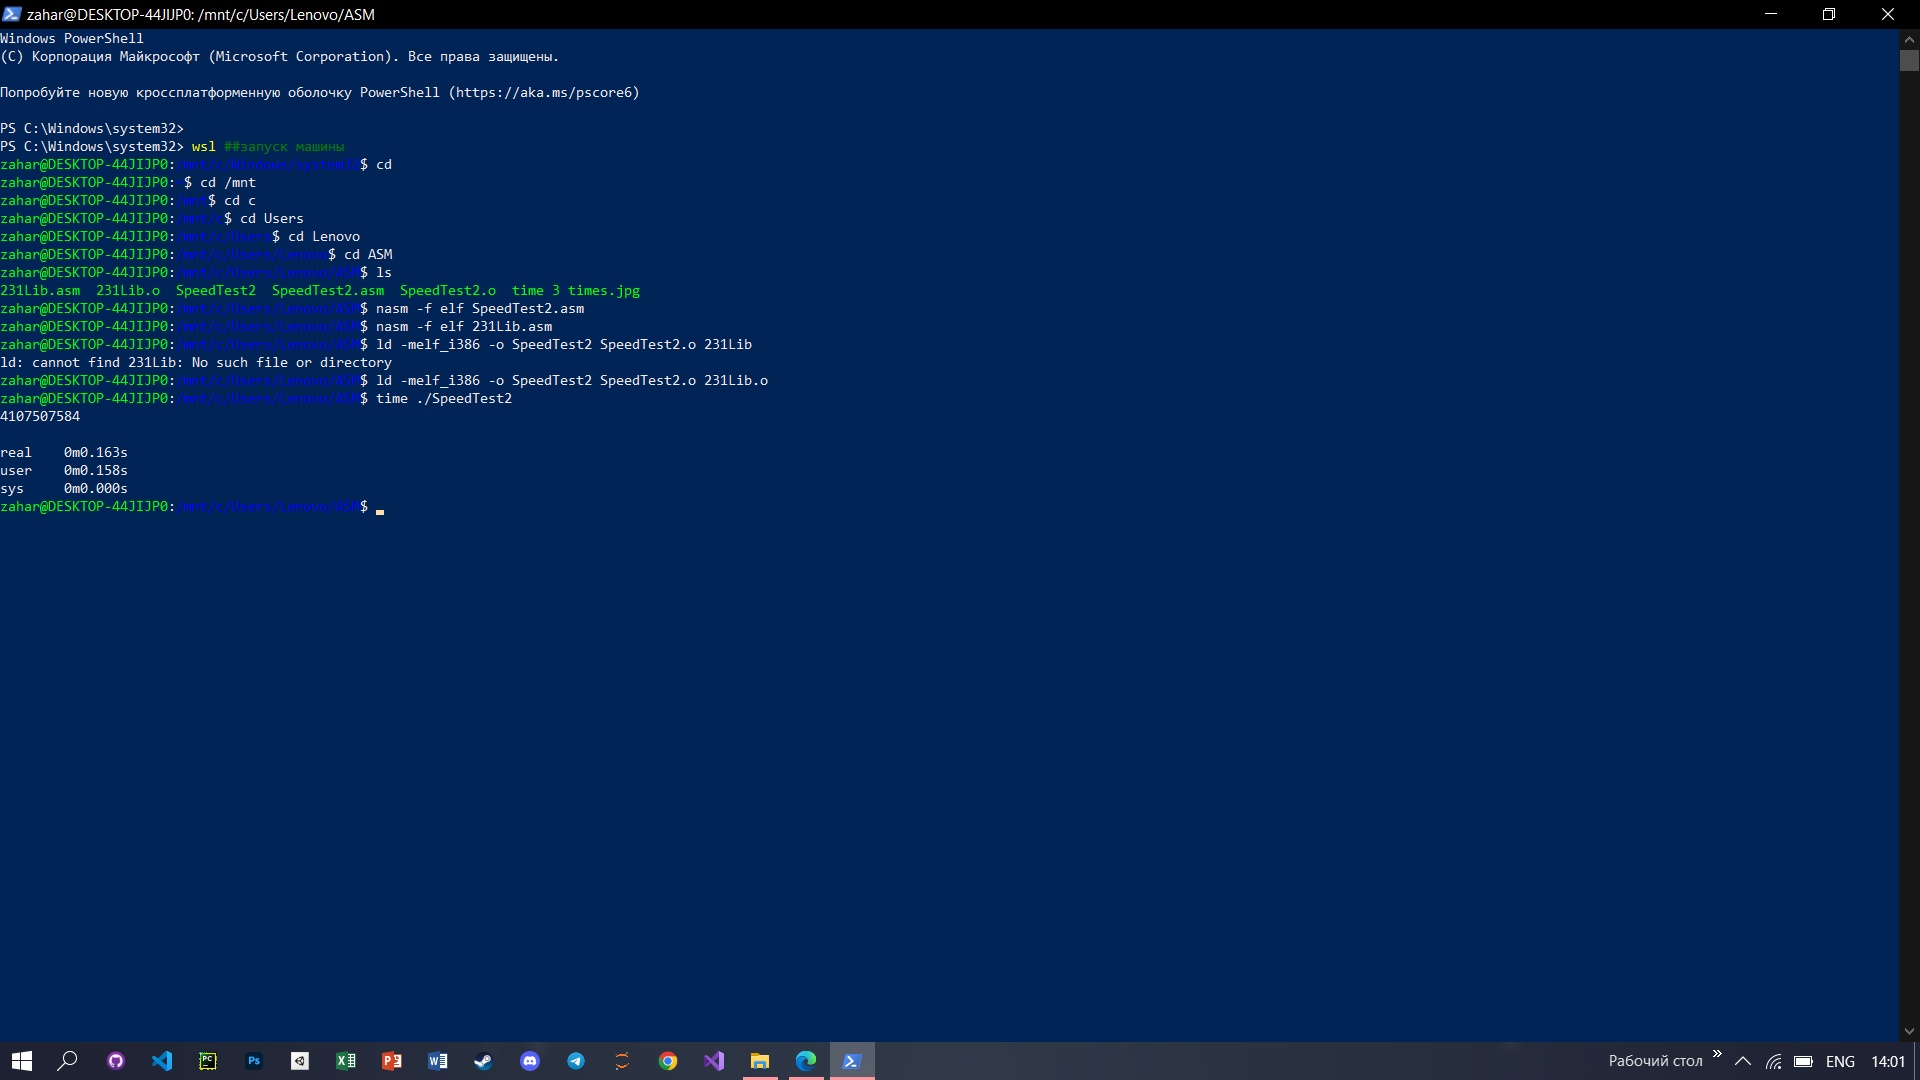 zahar@DESKTOP-44JIJP0: /mnt/c/Users/Lenovo/ASM
Windows PowerShell
(C) Корпорация Майкрософт (Microsoft Corporation). Все права защищены.
Попробуйте новую кроссплатформенную оболочку PowerShell (https://aka.ms/pscore6)
PS C:\Windows\system32>
PS C:\Windows\system32> wsl ##запуск машины
zahar@DESKTOP-44JIJP0:/mnt/c/Windows/system32$ cd
zahar@DESKTOP-44JIJP0: $ cd /mnt
zahar@DESKTOP-44JIJP0:/mnt$ cd c
zahar@DESKTOP-44JIJP0:/mnt/c$ cd Users
zahar@DESKTOP-44JIJP0:/mnt/c/Users$ cd Lenovo
zahar@DESKTOP-44JIJP0:/mnt/c/Users/Lenovo$ cd ASM
zahar@DESKTOP-44JIJP0:/mnt/c/Users/Lenovo/ASM$ ls
231Lib.asm  231Lib.o  SpeedTest2  SpeedTest2.asm  SpeedTest2.o  time 3 times.jpg
zahar@DESKTOP-44JIJP0:/mnt/c/Users/Lenovo/ASM$ nasm -f elf SpeedTest2.asm
zahar@DESKTOP-44JIJP0:/mnt/c/Users/Lenovo/ASM$ nasm -f elf 231Lib.asm
zahar@DESKTOP-44JIJP0:/mnt/c/Users/Lenovo/ASM$ ld -melf_i386 -o SpeedTest2 SpeedTest2.o 231Lib
ld: cannot find 231Lib: No such file or directory
zahar@DESKTOP-44JIJP0:/mnt/c/Users/Lenovo/ASM$ ld -melf_i386 -o SpeedTest2 SpeedTest2.o 231Lib.o
zahar@DESKTOP-44JIJP0:/mnt/c/Users/Lenovo/ASM$ time ./SpeedTest2
4107507584
real    0m0.163s
user    0m0.158s
sys     0m0.000s
zahar@DESKTOP-44JIJP0:/mnt/c/Users/Lenovo/ASM$
Рабочий стол » ENG 14:01